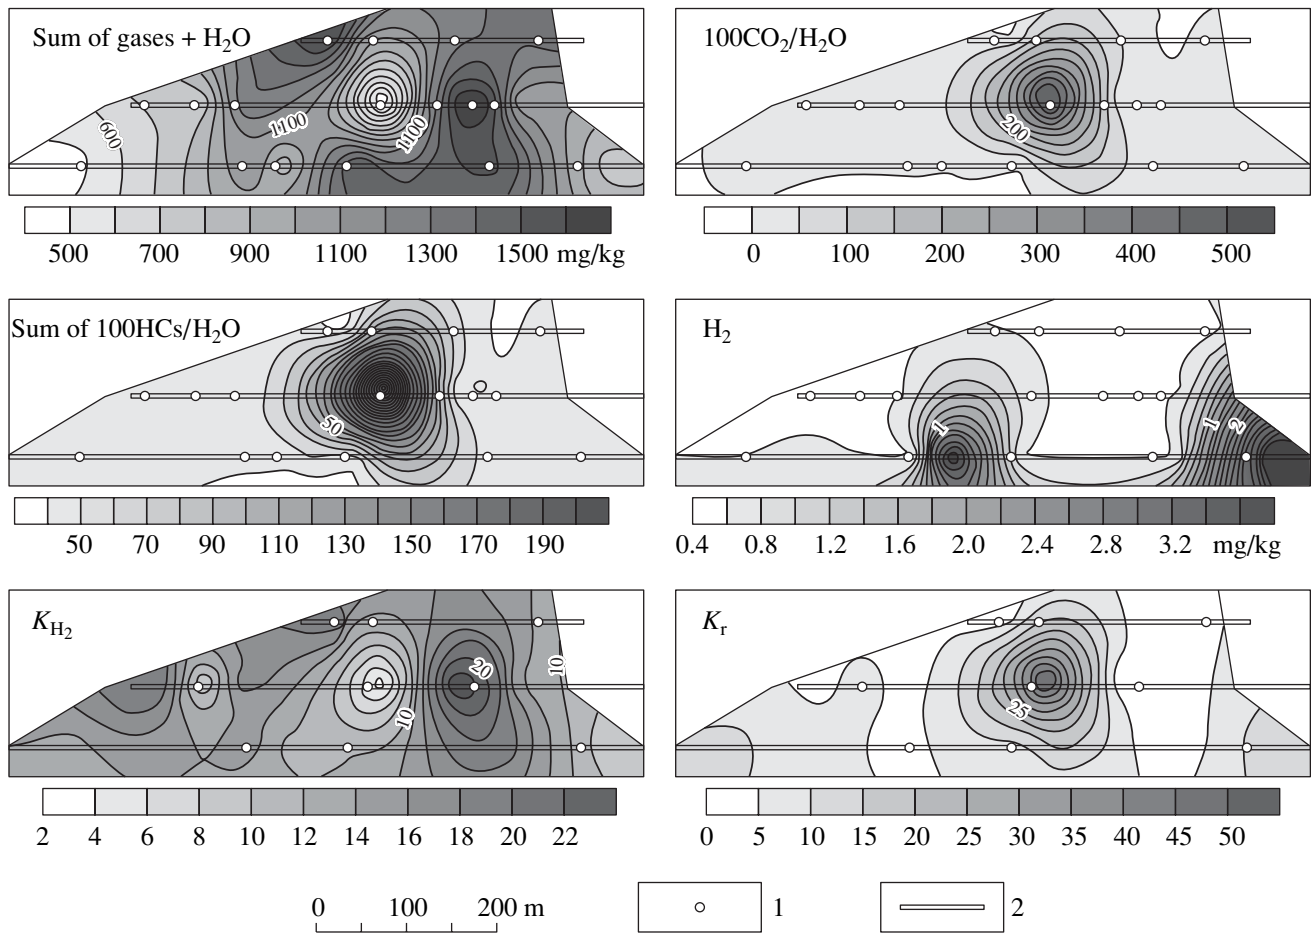 Sum of gases + H₂O
600
1100
1100
500 700 900 1100 1300 1500 mg/kg
100CO₂/H₂O
200
0 100 200 300 400 500
Sum of 100HCs/H₂O
50
50 70 90 110 130 150 170 190
H₂
1
1
2
0.4 0.8 1.2 1.6 2.0 2.4 2.8 3.2 mg/kg
K_H₂
20
10
10
2 4 6 8 10 12 14 16 18 20 22
Kᵣ
25
0 5 10 15 20 25 30 35 40 45 50
0 100 200 m
1
2